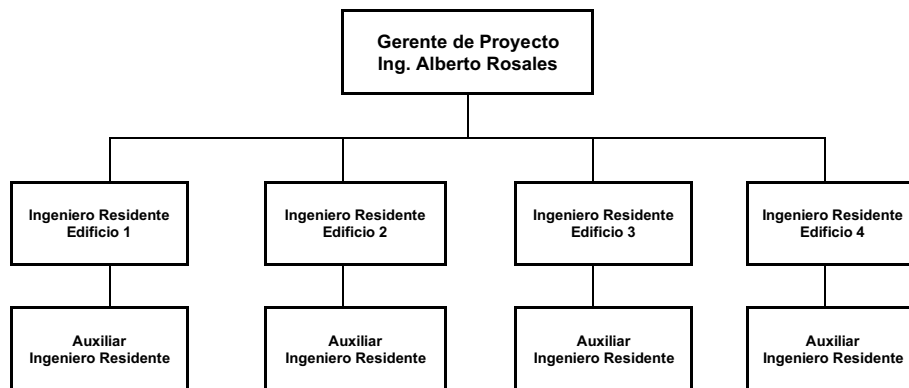 Gerente de Proyecto
Ing. Alberto Rosales
Ingeniero Residente
Edificio 1
Ingeniero Residente
Edificio 2
Ingeniero Residente
Edificio 3
Ingeniero Residente
Edificio 4
Auxiliar
Ingeniero Residente
Auxiliar
Ingeniero Residente
Auxiliar
Ingeniero Residente
Auxiliar
Ingeniero Residente